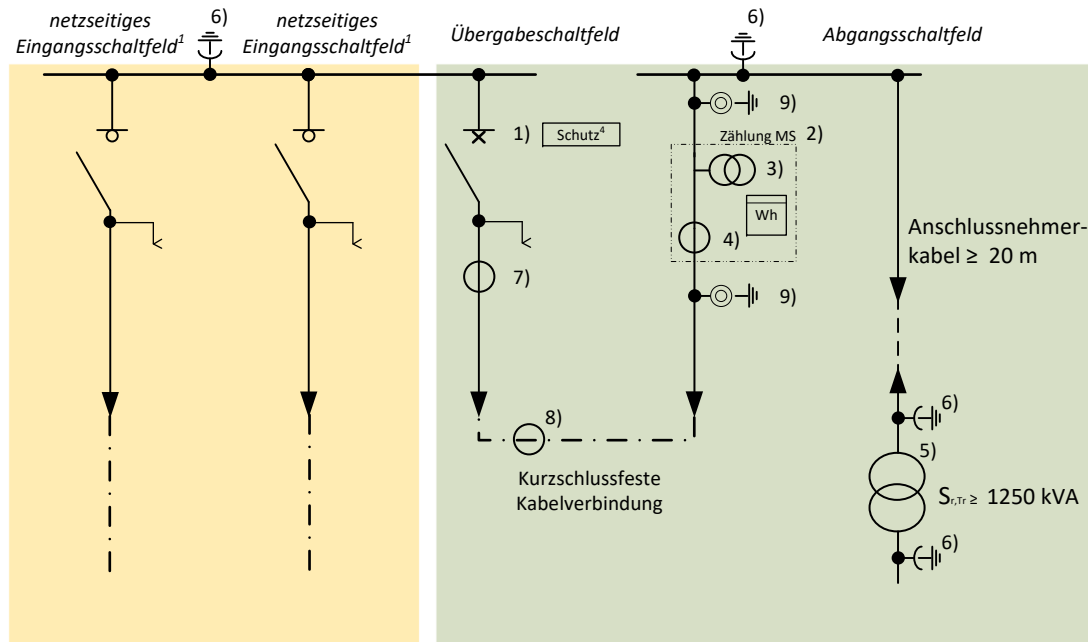 netzseitiges
Eingangsschaltfeld¹
6)
netzseitiges
Eingangsschaltfeld¹
Übergabeschaltfeld
6)
Abgangsschaltfeld
1)
Schutz⁴
9)
Zählung MS 2)
3)
Wh
4)
7)
9)
Anschlussnehmer-
kabel ≥ 20 m
8)
Kurzschlussfeste
Kabelverbindung
6)
5)
Sr,Tr ≥ 1250 kVA
6)